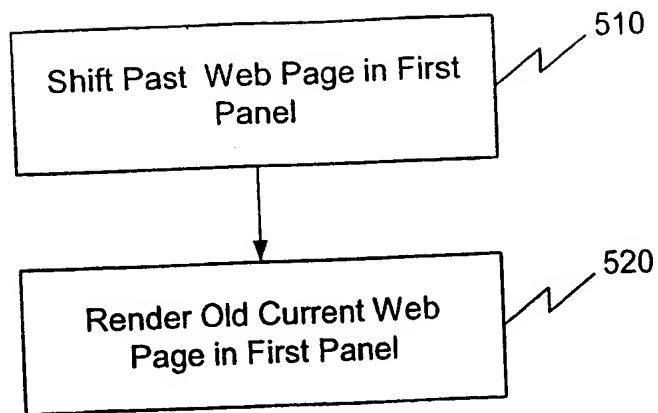 510
Shift Past Web Page in First
Panel
520
Render Old Current Web
Page in First Panel